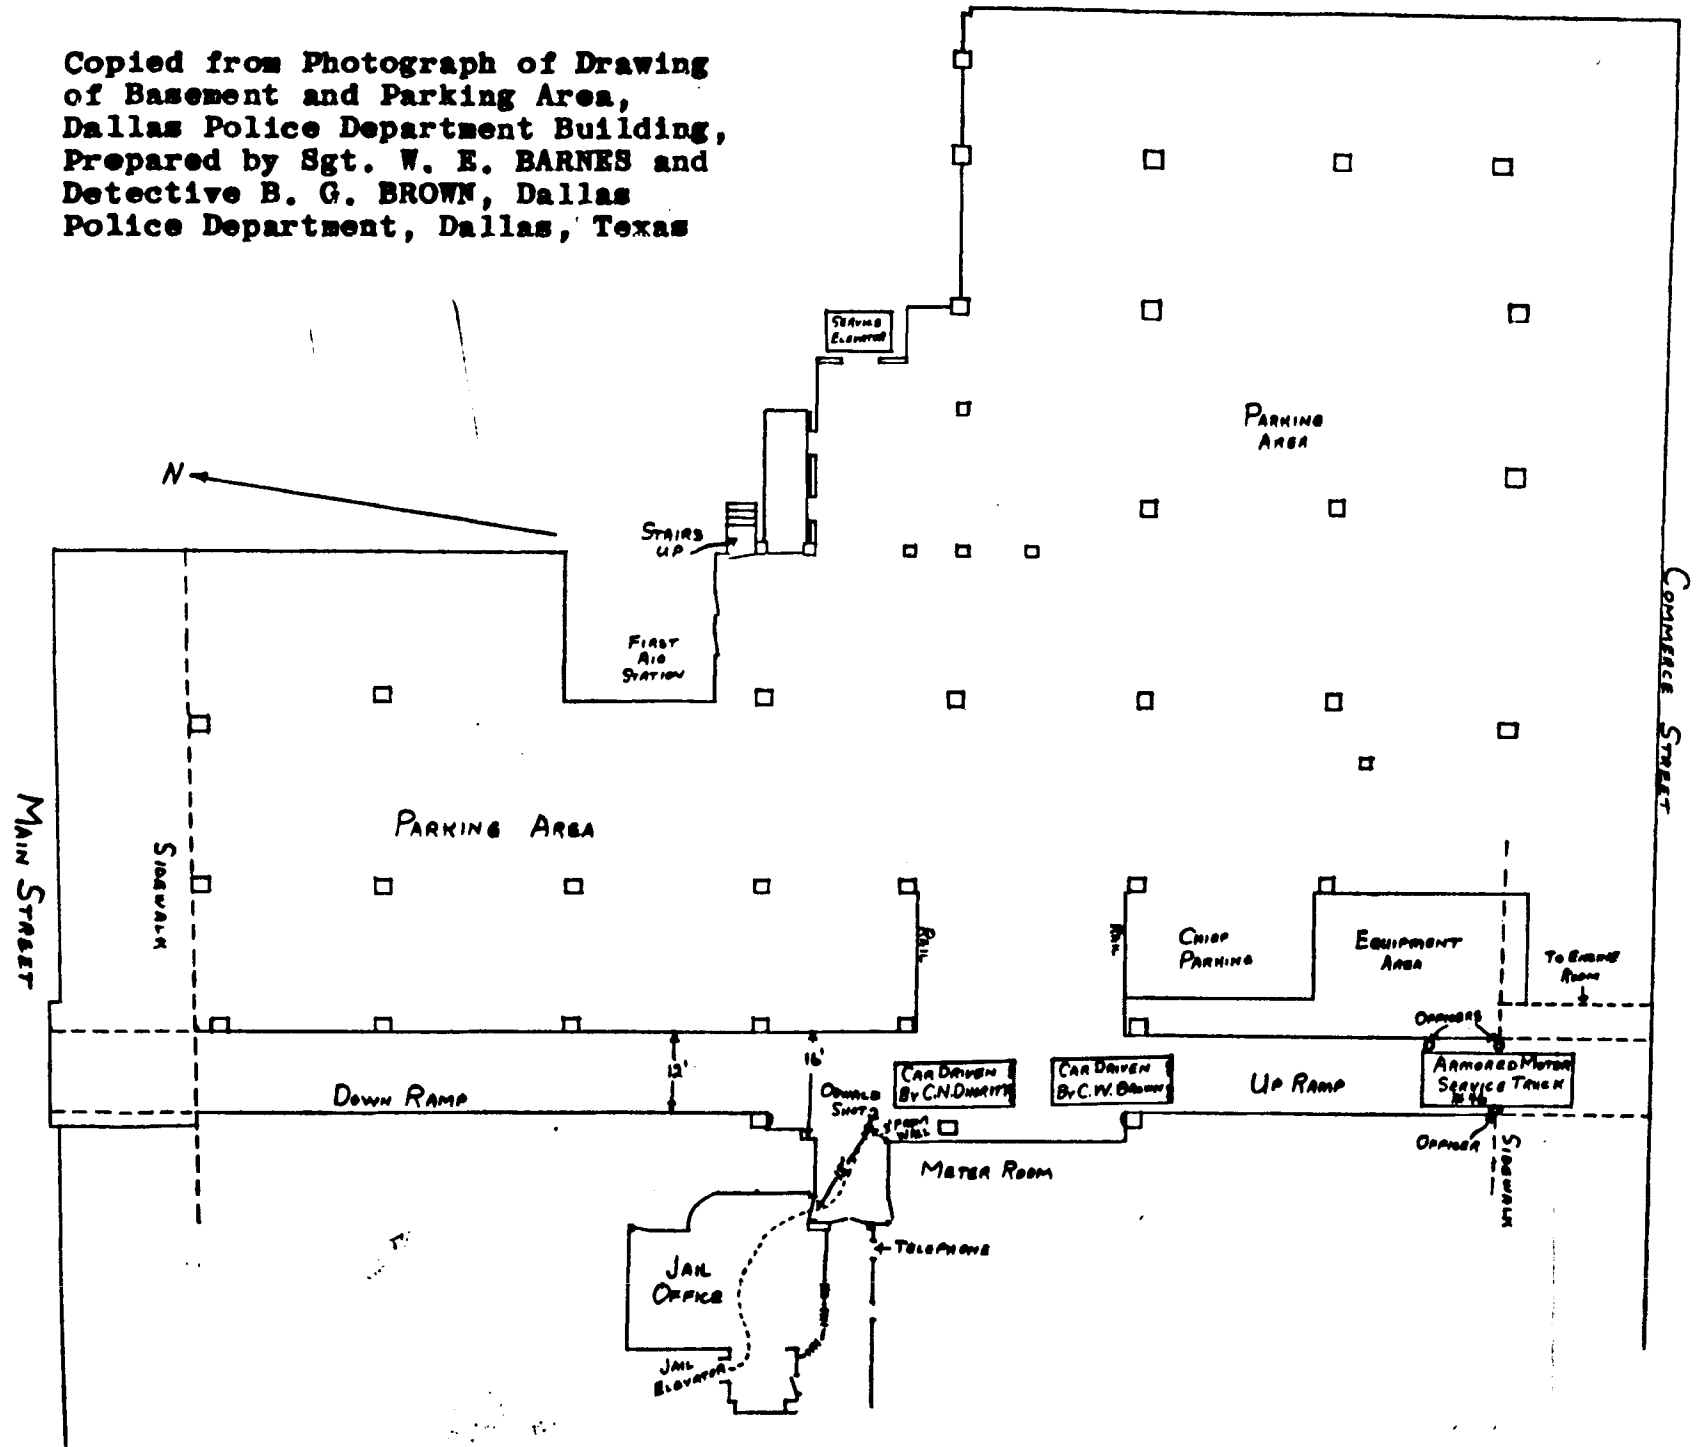 Copied from Photograph of Drawing
of Basement and Parking Area,
Dallas Police Department Building,
Prepared by Sgt. W. E. BARNES and
Detective B. G. BROWN, Dallas
Police Department, Dallas, Texas
SERVICE
ELEVATOR
PARKING
AREA
N
STAIRS
UP
FIRST
AID
STATION
COMMERCE STREET
MAIN STREET
SIDEWALK
PARKING AREA
RAIL
RAIL
CHIEF
PARKING
EQUIPMENT
AREA
TO ENGINE
ROOM
OFFICERS
12'
16'
DOWN RAMP
OSWALD
SHOT
FROM
WALL
CAR DRIVEN
BY C.N. DHORITY
CAR DRIVEN
BY C.W. BROWN
UP RAMP
ARMORED MOTOR
SERVICE TRUCK
OFFICER
SIDEWALK
METER ROOM
TELEPHONE
JAIL
OFFICE
JAIL
ELEVATOR